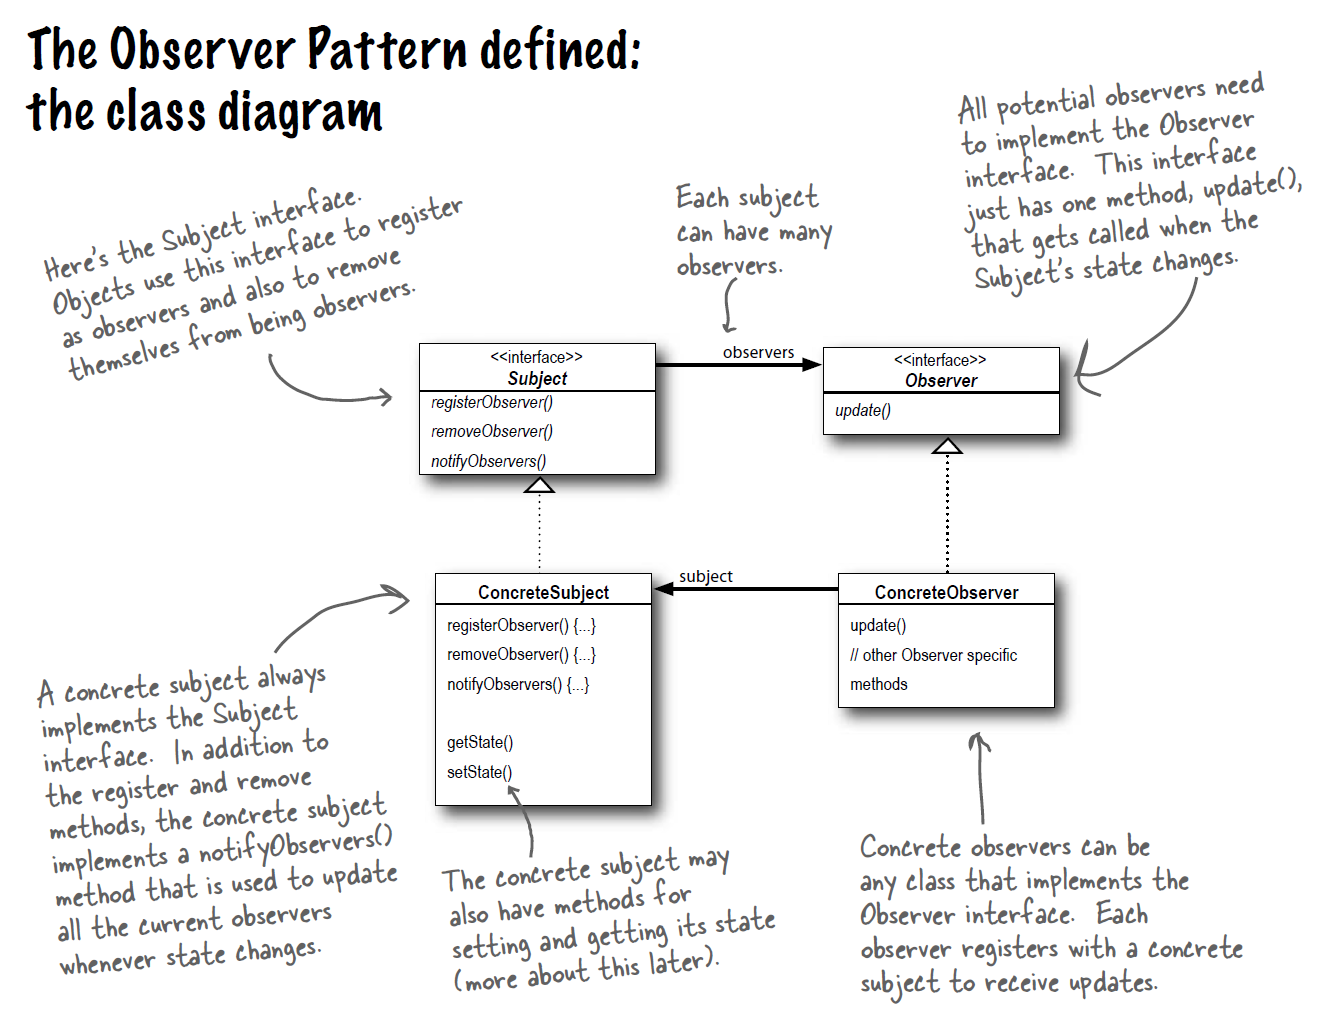 The Observer Pattern defined:
the class diagram
Here's the Subject interface.
Objects use this interface to register
as observers and also to remove
themselves from being observers.
Each subject
can have many
observers.
All potential observers need
to implement the Observer
interface. This interface
just has one method, update(),
that gets called when the
Subject's state changes.
<<interface>>
Subject
registerObserver()
removeObserver()
notifyObservers()
observers
<<interface>>
Observer
update()
ConcreteSubject
registerObserver() {...}
removeObserver() {...}
notifyObservers() {...}
getState()
setState()
subject
ConcreteObserver
update()
// other Observer specific
methods
A concrete subject always
implements the Subject
interface. In addition to
the register and remove
methods, the concrete subject
implements a notifyObservers()
method that is used to update
all the current observers
whenever state changes.
The concrete subject may
also have methods for
setting and getting its state
(more about this later).
Concrete observers can be
any class that implements the
Observer interface. Each
observer registers with a concrete
subject to receive updates.